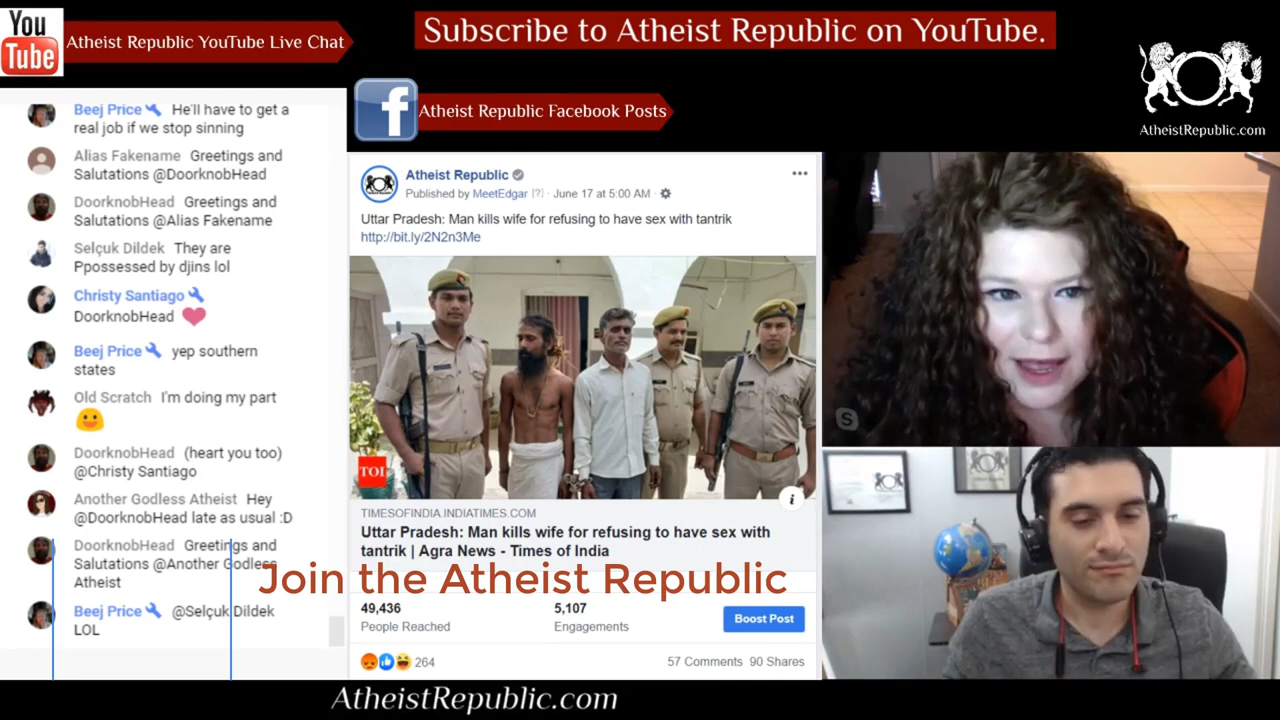 You
Tube
Atheist Republic YouTube Live Chat
Subscribe to Atheist Republic on YouTube.
AtheistRepublic.com
f
Atheist Republic Facebook Posts
Beej Price He'll have to get a
real job if we stop sinning
Alias Fakename Greetings and
Salutations @DoorknobHead
DoorknobHead Greetings and
Salutations @Alias Fakename
Selçuk Dildek They are
Ppossessed by djins lol
Christy Santiago
DoorknobHead
Beej Price yep southern
states
Old Scratch I'm doing my part
DoorknobHead (heart you too)
@Christy Santiago
Another Godless Atheist Hey
@DoorknobHead late as usual :D
DoorknobHead Greetings and
Salutations @Another Godless
Atheist
Beej Price @Selçuk Dildek
LOL
Atheist Republic
Published by MeetEdgar [?] · June 17 at 5:00 AM ·
Uttar Pradesh: Man kills wife for refusing to have sex with tantrik
http://bit.ly/2N2n3Me
TOI
i
TIMESOFINDIA.INDIATIMES.COM
Uttar Pradesh: Man kills wife for refusing to have sex with
tantrik | Agra News - Times of India
Join the Atheist Republic
49,436
People Reached
5,107
Engagements
Boost Post
264
57 Comments 90 Shares
S
AtheistRepublic.com